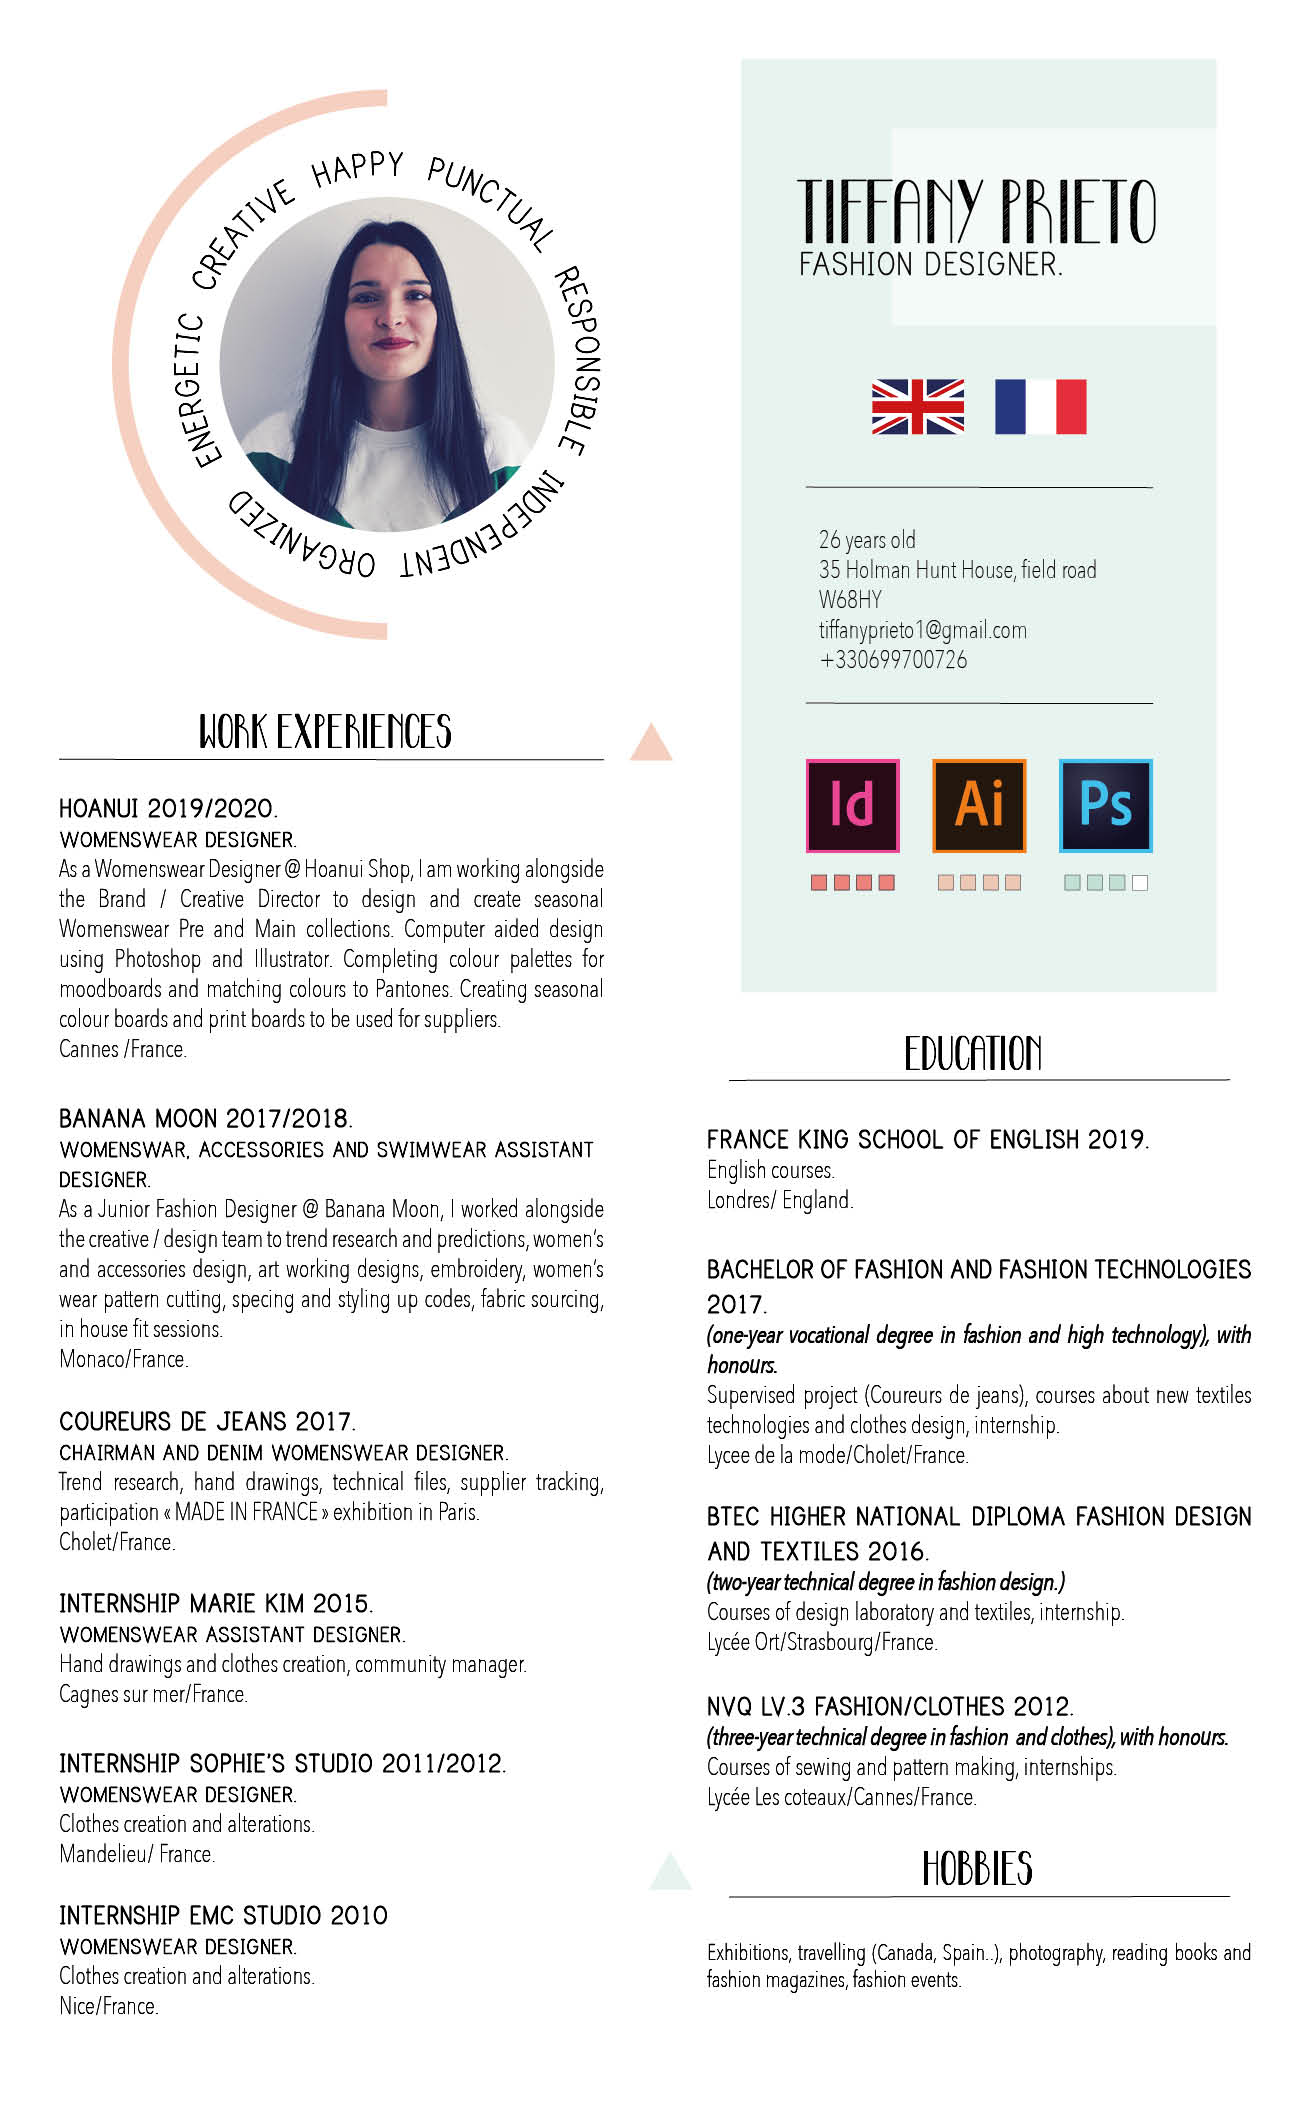 ENERGETIC CREATIVE HAPPY PUNCTUAL RESPONSIBLE INDEPENDENT ORGANIZED
TIFFANY PRIETO
FASHION DESIGNER.
26 years old
35 Holman Hunt House, field road
W68HY
tiffanyprieto1@gmail.com
+330699700726
Id Ai Ps
WORK EXPERIENCES
HOANUI 2019/2020.
WOMENSWEAR DESIGNER.
As a Womenswear Designer @ Hoanui Shop, I am working alongside
the Brand / Creative Director to design and create seasonal
Womenswear Pre and Main collections. Computer aided design
using Photoshop and Illustrator. Completing colour palettes for
moodboards and matching colours to Pantones. Creating seasonal
colour boards and print boards to be used for suppliers.
Cannes /France.
BANANA MOON 2017/2018.
WOMENSWAR, ACCESSORIES AND SWIMWEAR ASSISTANT
DESIGNER.
As a Junior Fashion Designer @ Banana Moon, I worked alongside
the creative / design team to trend research and predictions, women's
and accessories design, art working designs, embroidery, women's
wear pattern cutting, specing and styling up codes, fabric sourcing,
in house fit sessions.
Monaco/France.
COUREURS DE JEANS 2017.
CHAIRMAN AND DENIM WOMENSWEAR DESIGNER.
Trend research, hand drawings, technical files, supplier tracking,
participation « MADE IN FRANCE » exhibition in Paris.
Cholet/France.
INTERNSHIP MARIE KIM 2015.
WOMENSWEAR ASSISTANT DESIGNER.
Hand drawings and clothes creation, community manager.
Cagnes sur mer/France.
INTERNSHIP SOPHIE'S STUDIO 2011/2012.
WOMENSWEAR DESIGNER.
Clothes creation and alterations.
Mandelieu/ France.
INTERNSHIP EMC STUDIO 2010
WOMENSWEAR DESIGNER.
Clothes creation and alterations.
Nice/France.
EDUCATION
FRANCE KING SCHOOL OF ENGLISH 2019.
English courses.
Londres/ England.
BACHELOR OF FASHION AND FASHION TECHNOLOGIES
2017.
(one-year vocational degree in fashion and high technology), with
honours.
Supervised project (Coureurs de jeans), courses about new textiles
technologies and clothes design, internship.
Lycee de la mode/Cholet/France.
BTEC HIGHER NATIONAL DIPLOMA FASHION DESIGN
AND TEXTILES 2016.
(two-year technical degree in fashion design.)
Courses of design laboratory and textiles, internship.
Lycée Ort/Strasbourg/France.
NVQ LV.3 FASHION/CLOTHES 2012.
(three-year technical degree in fashion and clothes), with honours.
Courses of sewing and pattern making, internships.
Lycée Les coteaux/Cannes/France.
HOBBIES
Exhibitions, travelling (Canada, Spain..), photography, reading books and
fashion magazines, fashion events.